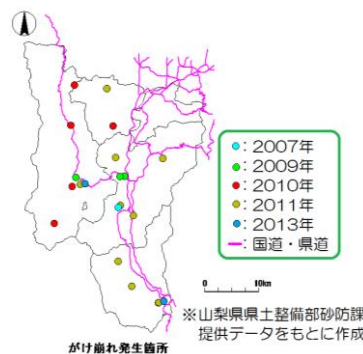 ：2007年
：2009年
：2010年
：2011年
：2013年
：国道・県道
0 10km
※山梨県県土整備部砂防課
提供データをもとに作成
がけ崩れ発生箇所